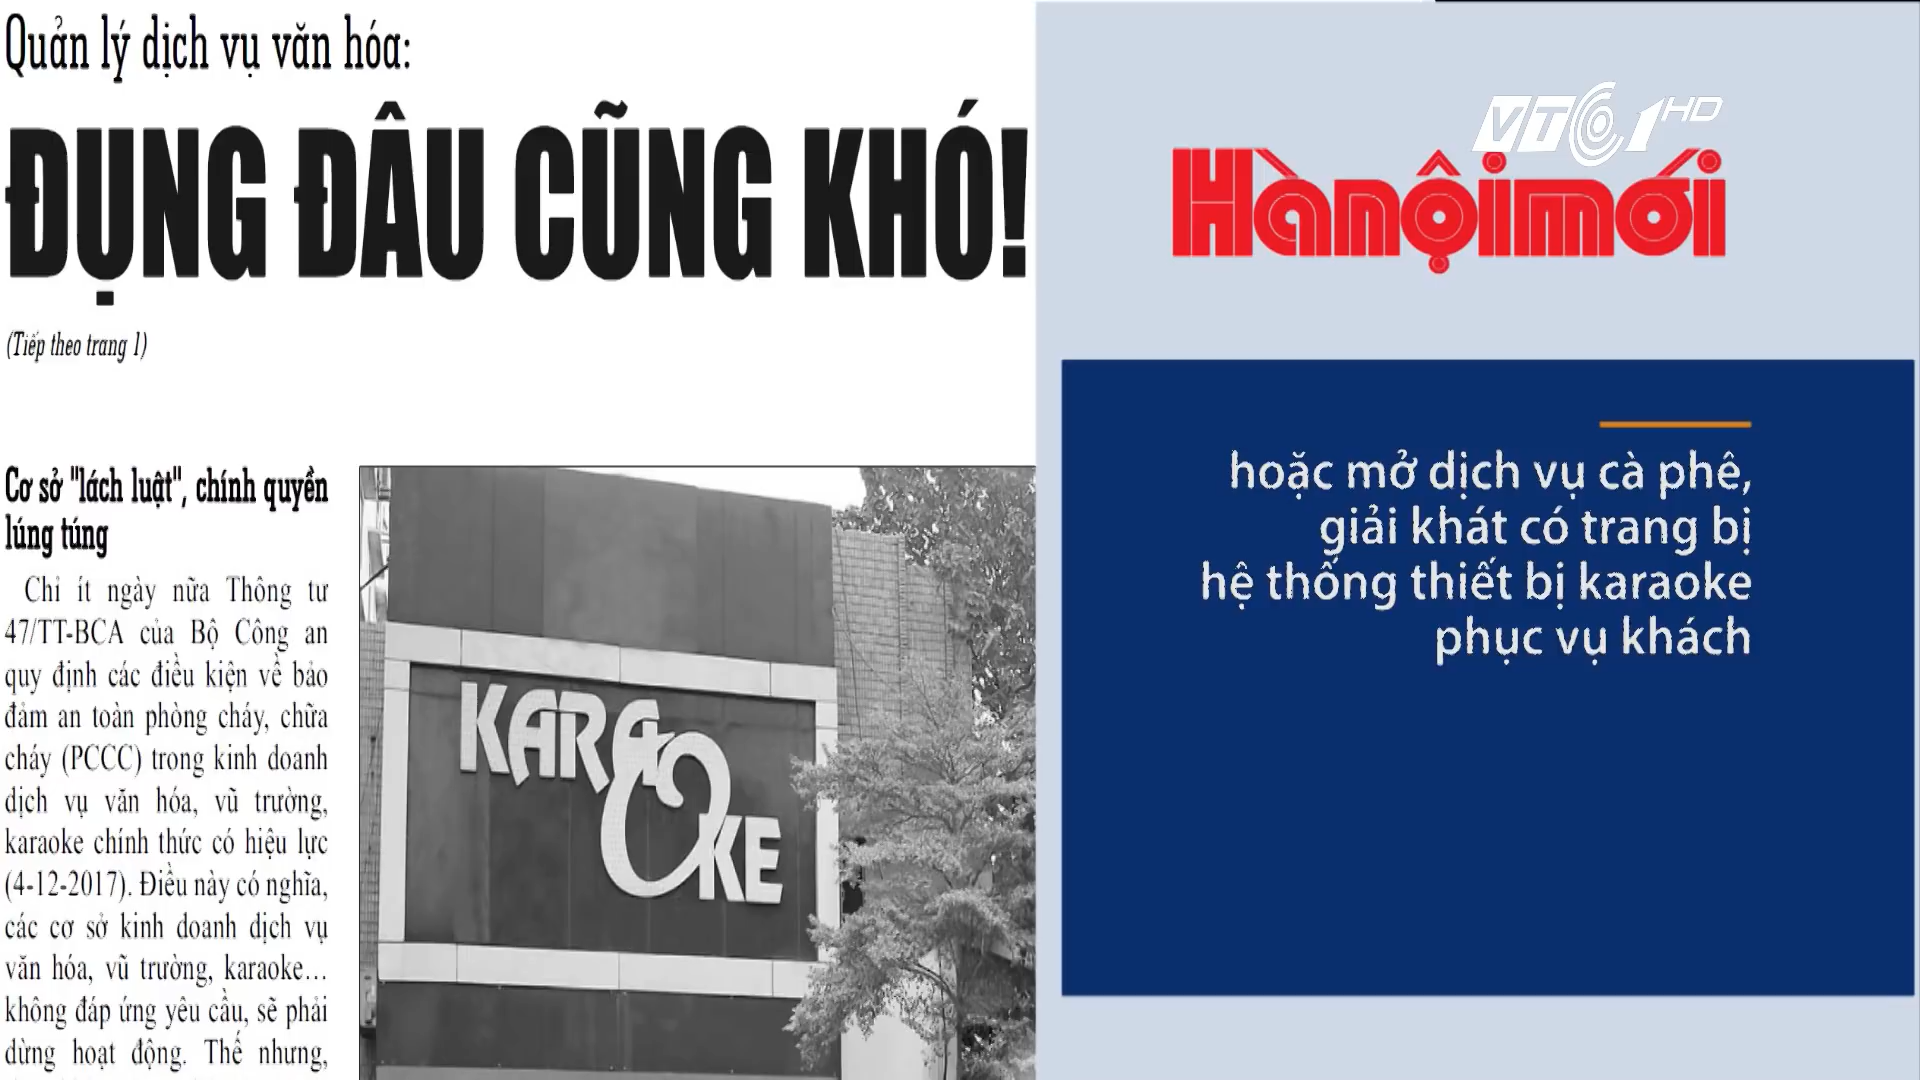 Quản lý dịch vụ văn hóa:
ĐỤNG ĐÂU CŨNG KHÓ!
(Tiếp theo trang 1)
Cơ sở "lách luật", chính quyền
lúng túng
Chỉ ít ngày nữa Thông tư
47/TT-BCA của Bộ Công an
quy định các điều kiện về bảo
đảm an toàn phòng cháy, chữa
cháy (PCCC) trong kinh doanh
dịch vụ văn hóa, vũ trường,
karaoke chính thức có hiệu lực
(4-12-2017). Điều này có nghĩa,
các cơ sở kinh doanh dịch vụ
văn hóa, vũ trường, karaoke...
không đáp ứng yêu cầu, sẽ phải
dừng hoạt động. Thế nhưng,
KARAOKE
VTC1HD
Hànộimới
hoặc mở dịch vụ cà phê,
giải khát có trang bị
hệ thống thiết bị karaoke
phục vụ khách